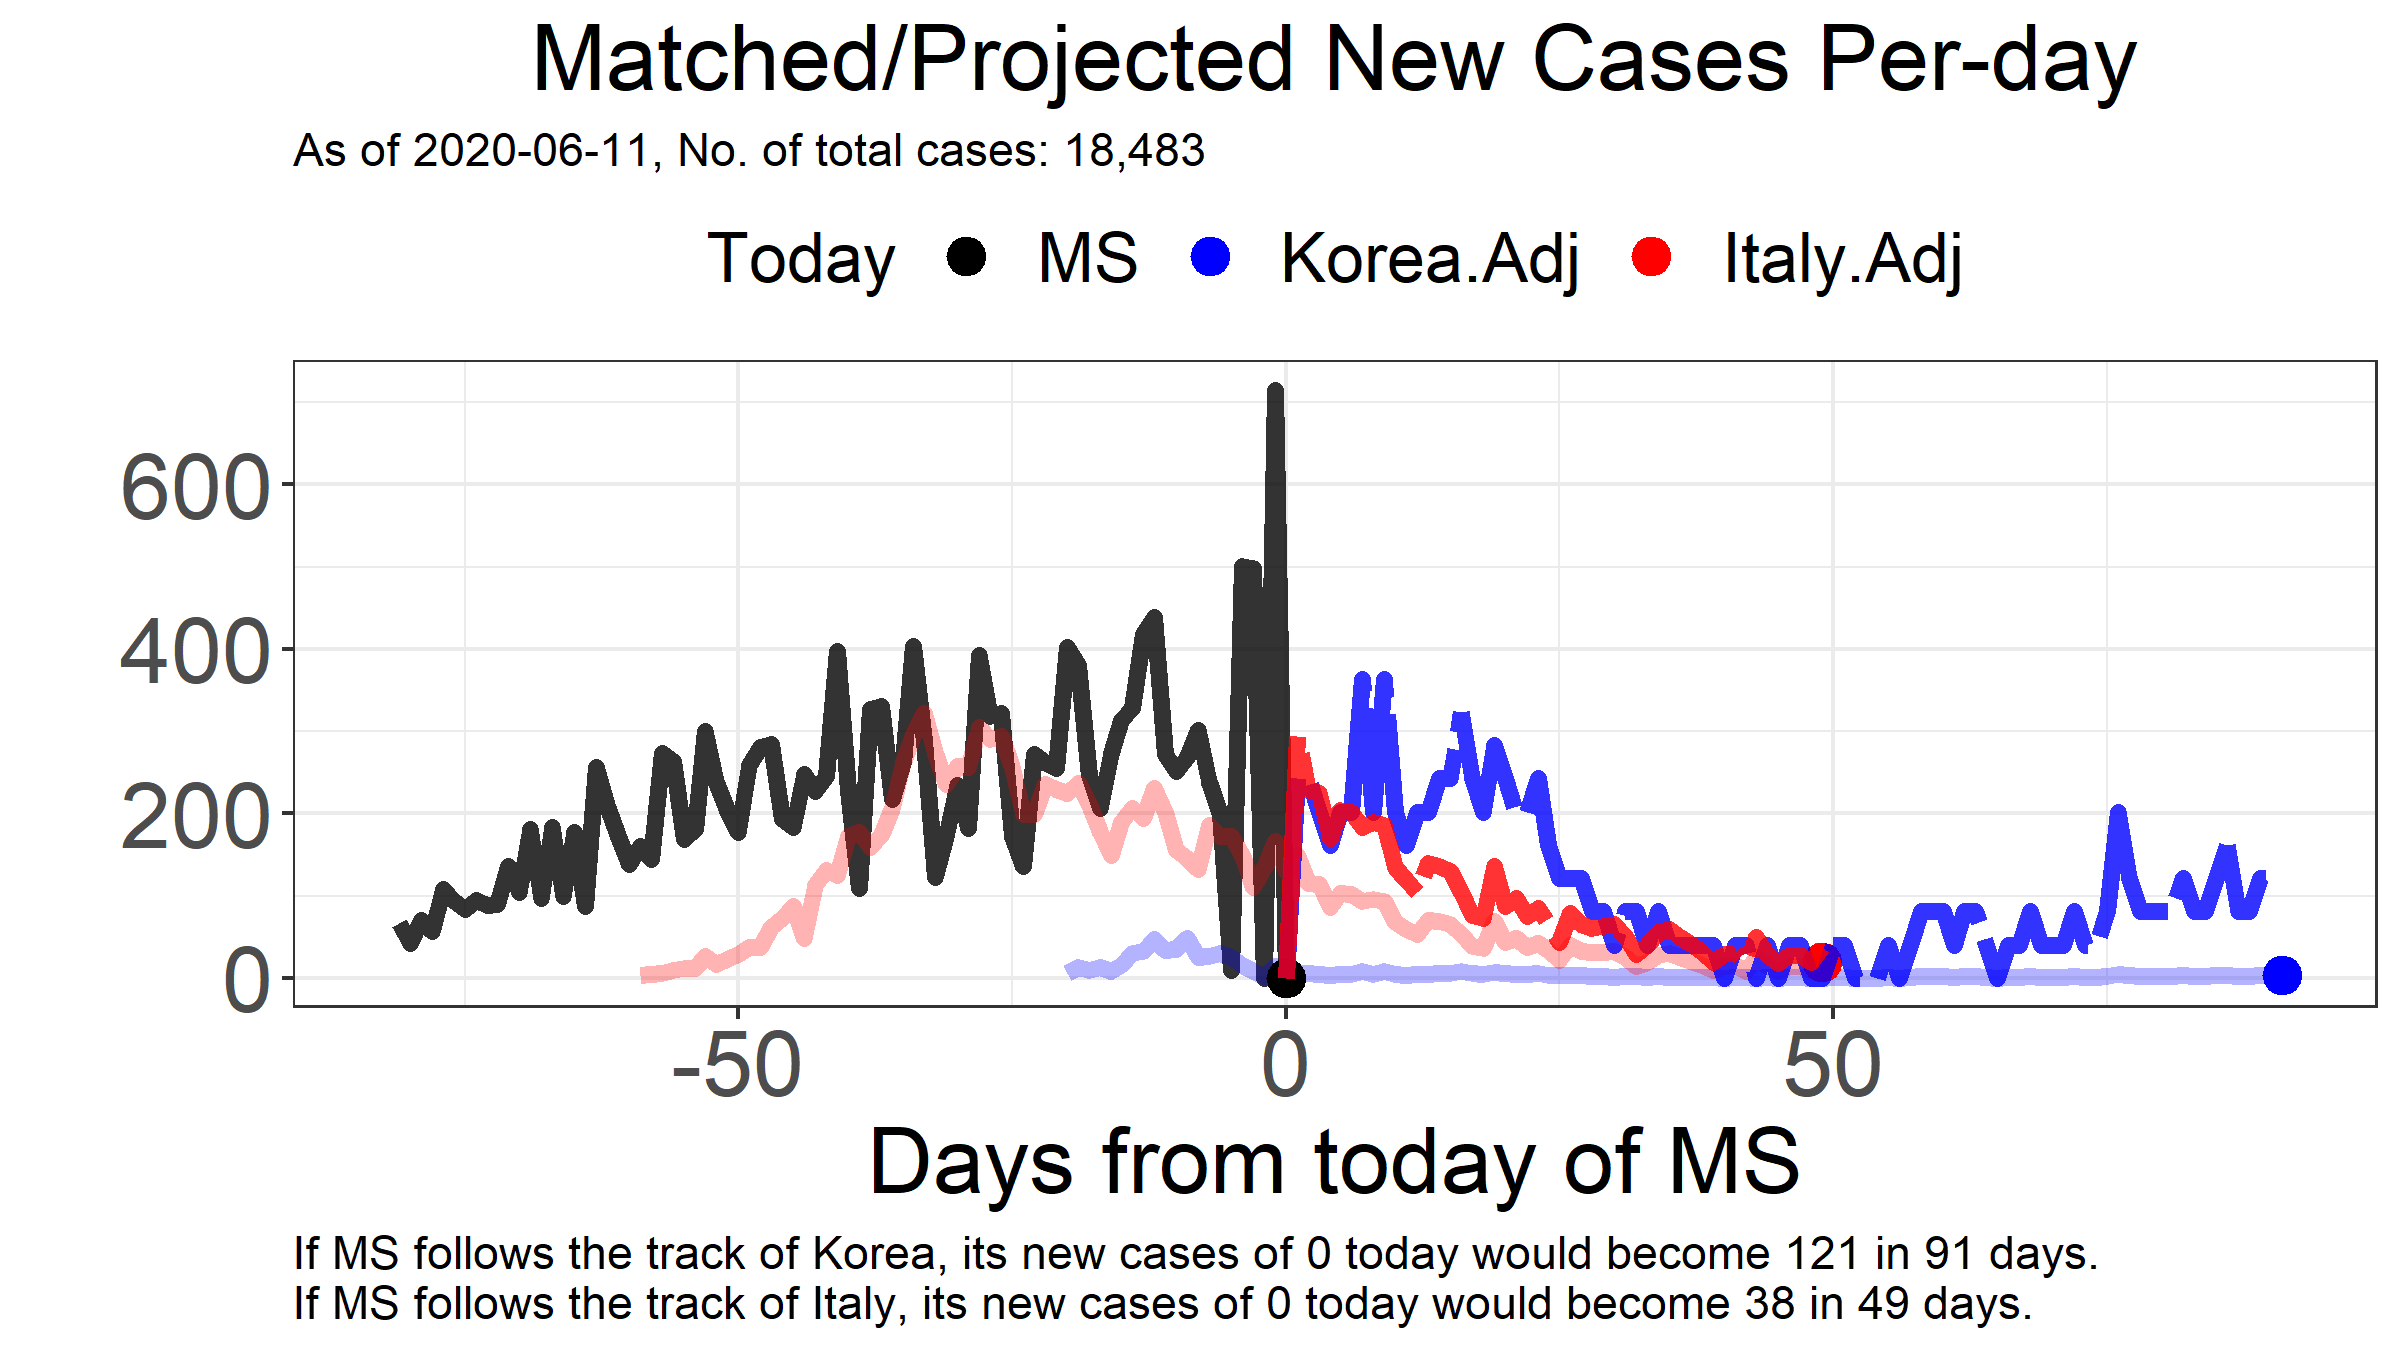 Matched/Projected New Cases Per-day
As of 2020-06-11, No. of total cases: 18,483
Today MS Korea.Adj Italy.Adj
600
400
200
0
-50 0 50
Days from today of MS
If MS follows the track of Korea, its new cases of 0 today would become 121 in 91 days.
If MS follows the track of Italy, its new cases of 0 today would become 38 in 49 days.